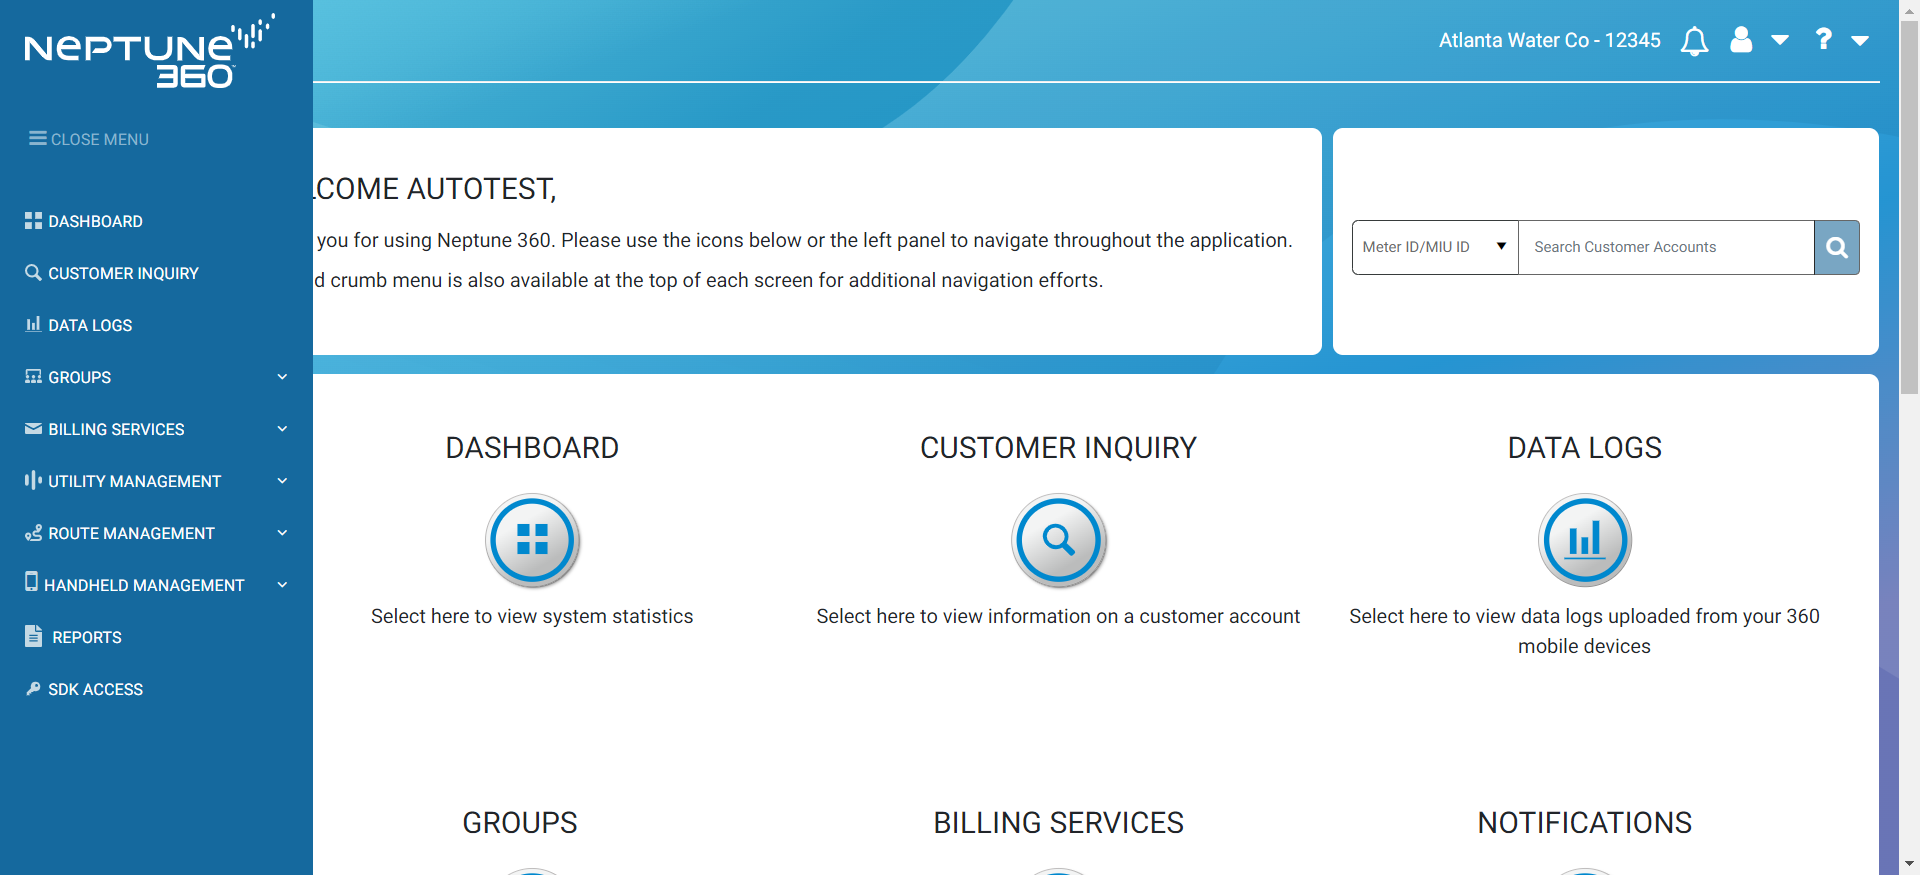 NEPTUNE
360
CLOSE MENU
DASHBOARD
CUSTOMER INQUIRY
DATA LOGS
GROUPS
BILLING SERVICES
UTILITY MANAGEMENT
ROUTE MANAGEMENT
HANDHELD MANAGEMENT
REPORTS
SDK ACCESS
Atlanta Water Co - 12345
LCOME AUTOTEST,
you for using Neptune 360. Please use the icons below or the left panel to navigate throughout the application.
d crumb menu is also available at the top of each screen for additional navigation efforts.
Meter ID/MIU ID
Search Customer Accounts
DASHBOARD
Select here to view system statistics
CUSTOMER INQUIRY
Select here to view information on a customer account
DATA LOGS
Select here to view data logs uploaded from your 360
mobile devices
GROUPS
BILLING SERVICES
NOTIFICATIONS